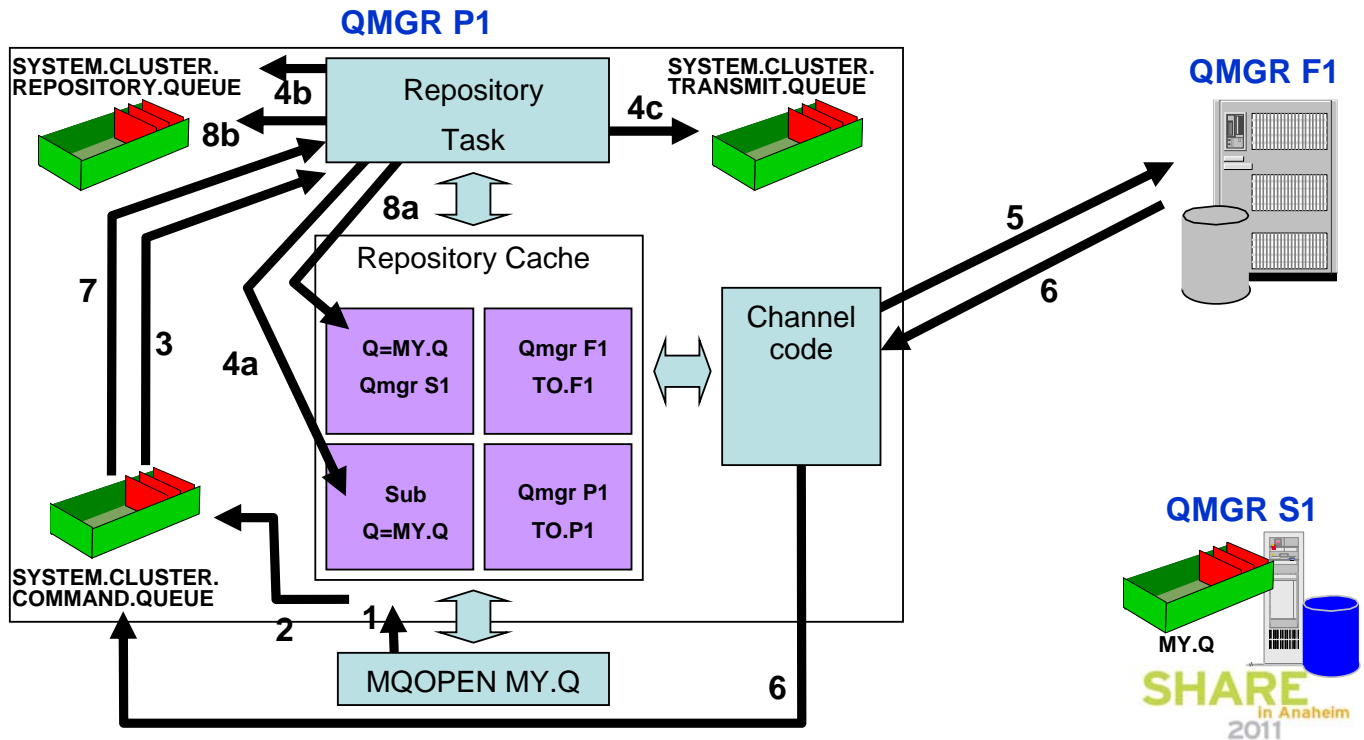 QMGR P1
SYSTEM.CLUSTER.
REPOSITORY.QUEUE
4b
8b
Repository
Task
4c
SYSTEM.CLUSTER.
TRANSMIT.QUEUE
QMGR F1
8a
5
6
Repository Cache
7
3
4a
Q=MY.Q
Qmgr S1
Qmgr F1
TO.F1
Channel
code
Sub
Q=MY.Q
Qmgr P1
TO.P1
SYSTEM.CLUSTER.
COMMAND.QUEUE
2
1
MQOPEN MY.Q
6
QMGR S1
MY.Q
SHARE
in Anaheim
2011